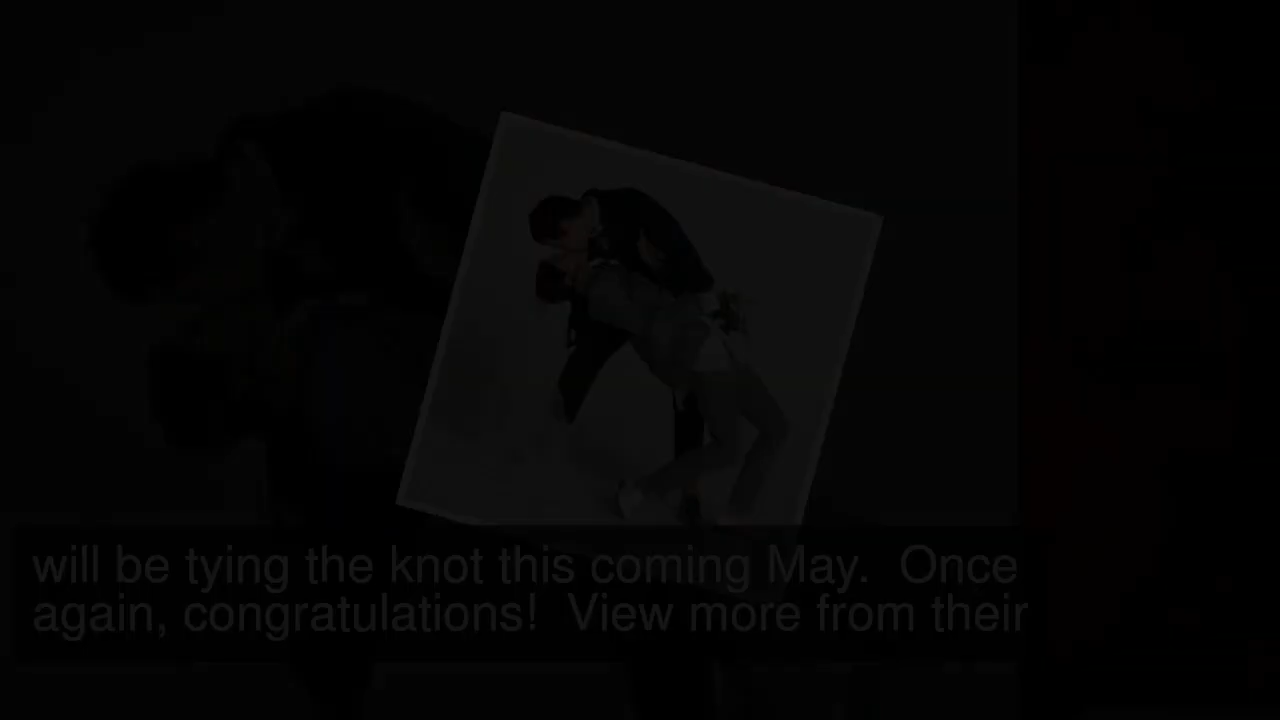 will be tying the knot this coming May.  Once
again, congratulations!  View more from their